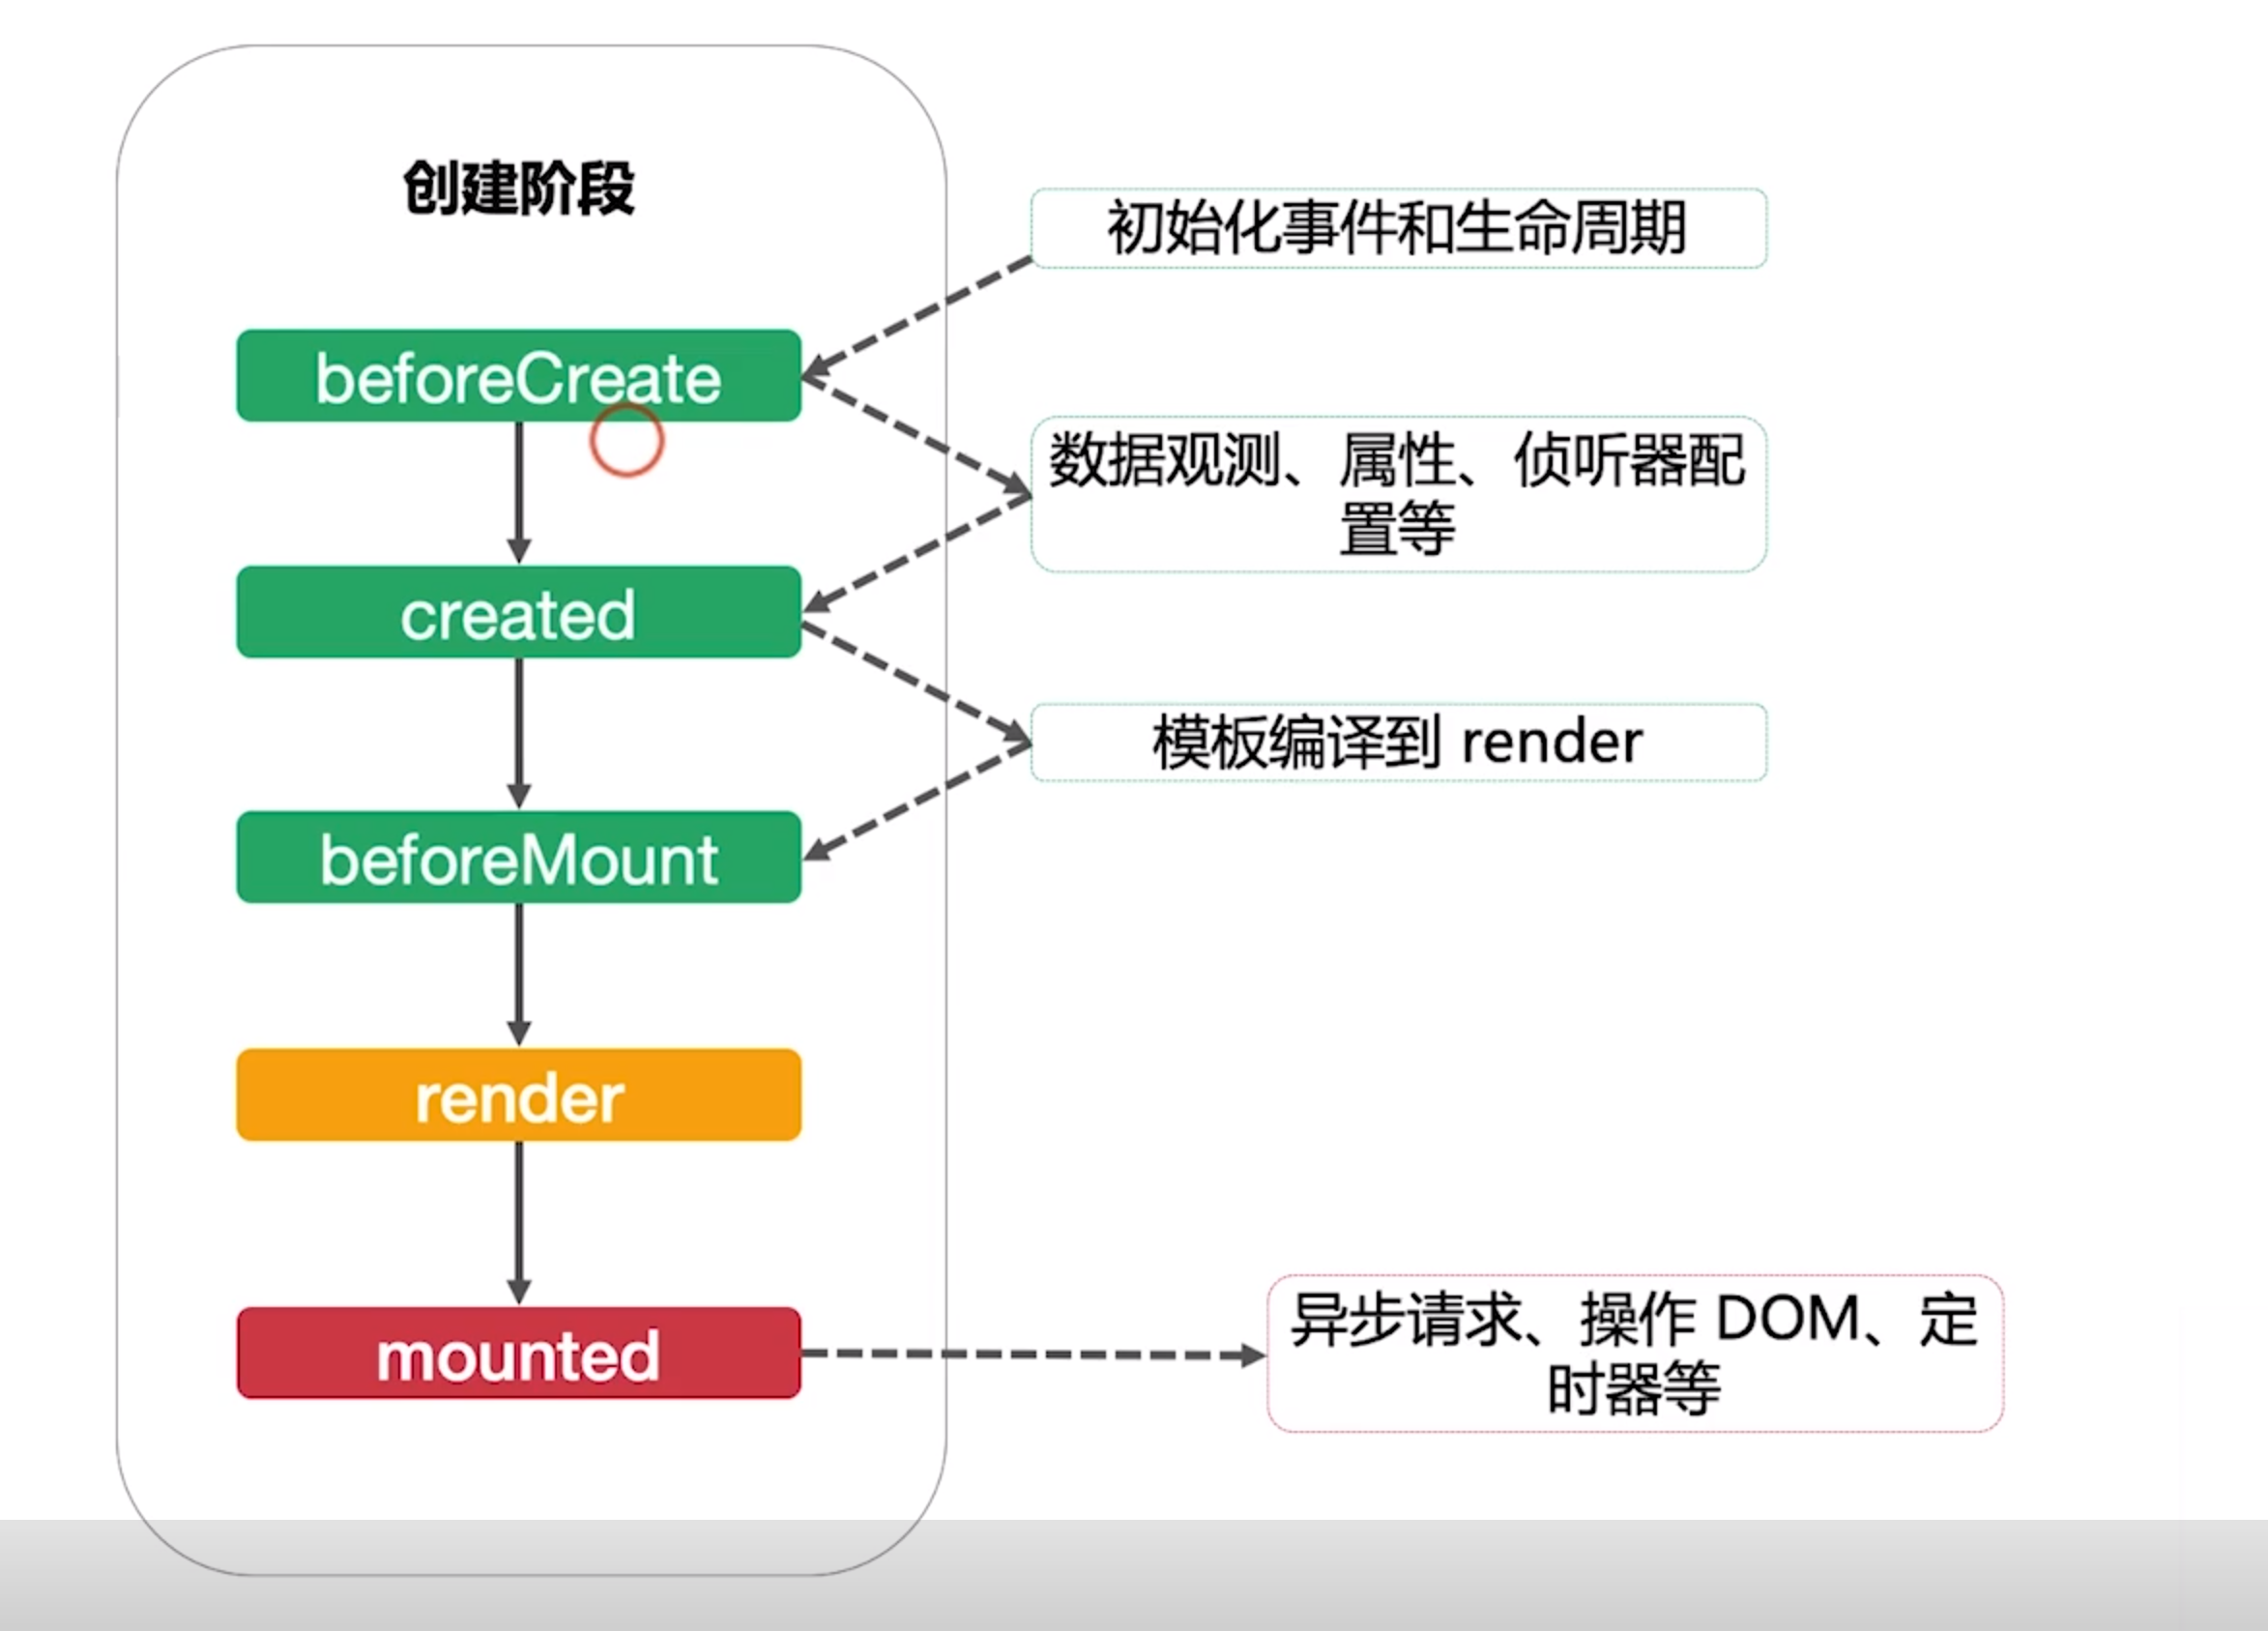 创建阶段
初始化事件和生命周期
beforeCreate
数据观测、属性、侦听器配
置等
created
模板编译到 render
beforeMount
render
mounted
异步请求、操作 DOM、定
时器等